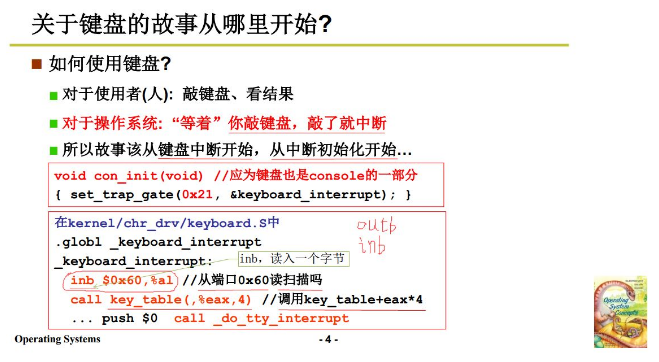 关于键盘的故事从哪里开始?
如何使用键盘?
对于使用者(人): 敲键盘、看结果
对于操作系统: “等着”你敲键盘，敲了就中断
所以故事该从键盘中断开始，从中断初始化开始…
void con_init(void) //应为键盘也是console的一部分
{ set_trap_gate(0x21, &keyboard_interrupt); }
在kernel/chr_drv/keyboard.S中
.globl _keyboard_interrupt
_keyboard_interrupt:
inb，读入一个字节
outb
inb
inb $0x60,%al //从端口0x60读扫描吗
call key_table(,%eax,4) //调用key_table+eax*4
... push $0 call _do_tty_interrupt
Operating System Concepts
Operating Systems
- 4 -